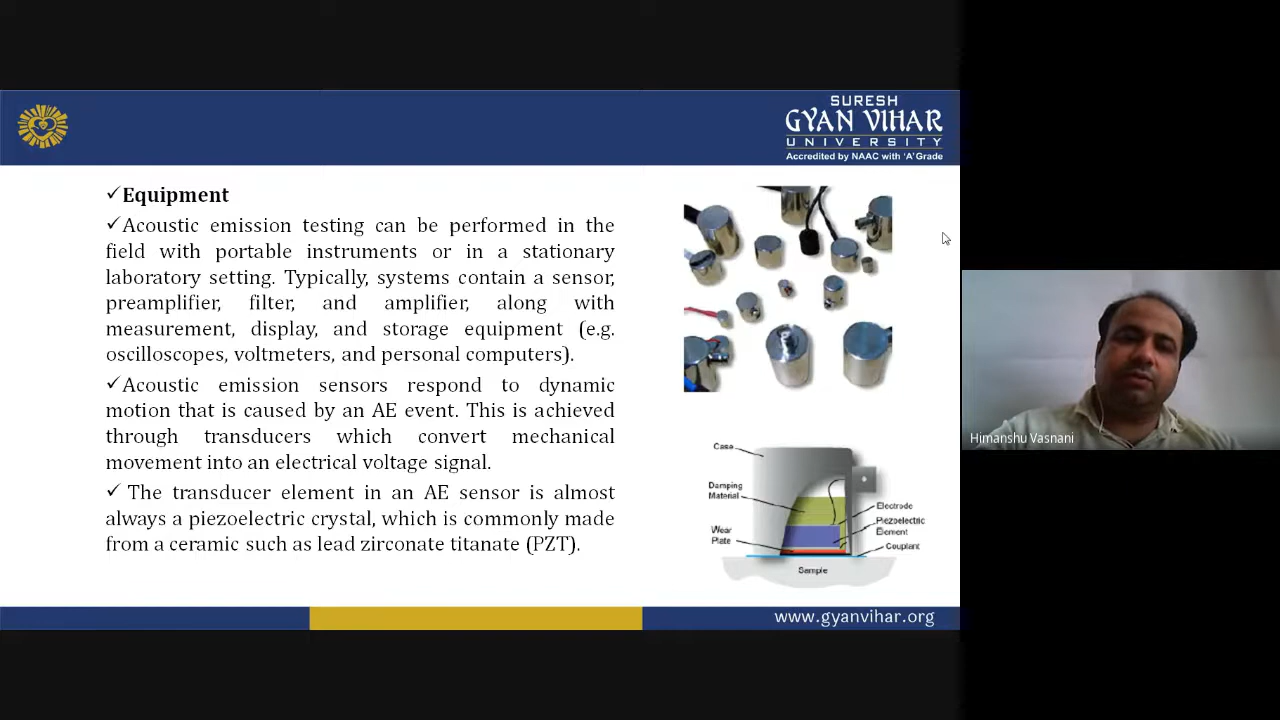 SURESH
GYAN VIHAR
UNIVERSITY
Accredited by NAAC with 'A' Grade
✓Equipment
✓Acoustic emission testing can be performed in the
field with portable instruments or in a stationary
laboratory setting. Typically, systems contain a sensor,
preamplifier, filter, and amplifier, along with
measurement, display, and storage equipment (e.g.
oscilloscopes, voltmeters, and personal computers).
✓Acoustic emission sensors respond to dynamic
motion that is caused by an AE event. This is achieved
through transducers which convert mechanical
movement into an electrical voltage signal.
✓ The transducer element in an AE sensor is almost
always a piezoelectric crystal, which is commonly made
from a ceramic such as lead zirconate titanate (PZT).
Case
Damping
Material
Wear
Plate
Electrode
Piezoelectric
Element
Couplant
Sample
www.gyanvihar.org
Himanshu Vasnani